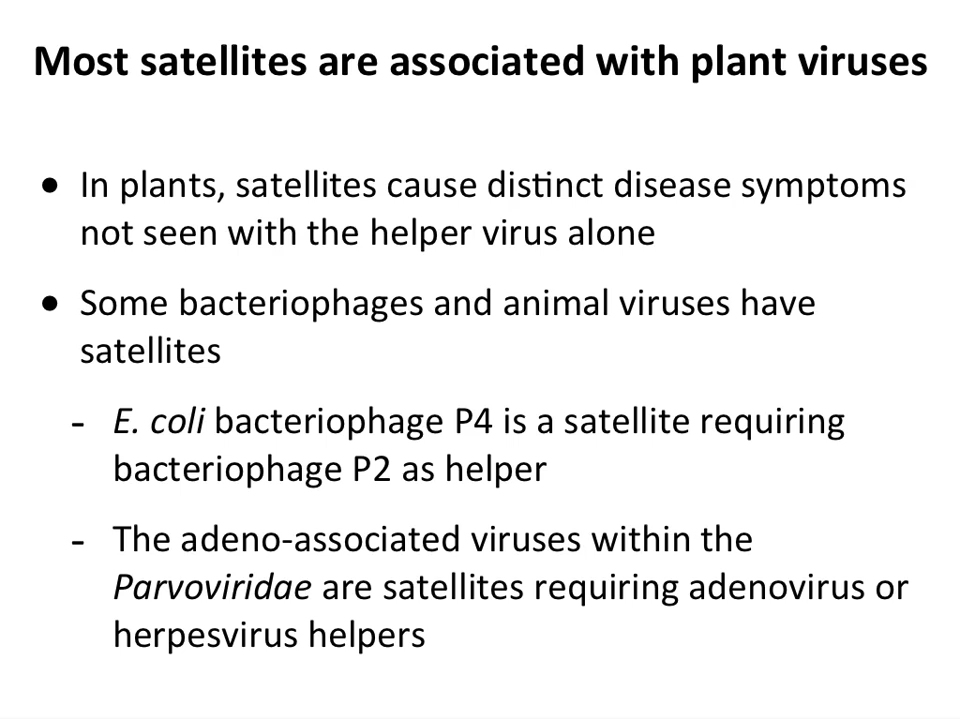 Most satellites are associated with plant viruses
• In plants, satellites cause distinct disease symptoms
not seen with the helper virus alone
• Some bacteriophages and animal viruses have
satellites
- E. coli bacteriophage P4 is a satellite requiring
bacteriophage P2 as helper
- The adeno-associated viruses within the
Parvoviridae are satellites requiring adenovirus or
herpesvirus helpers